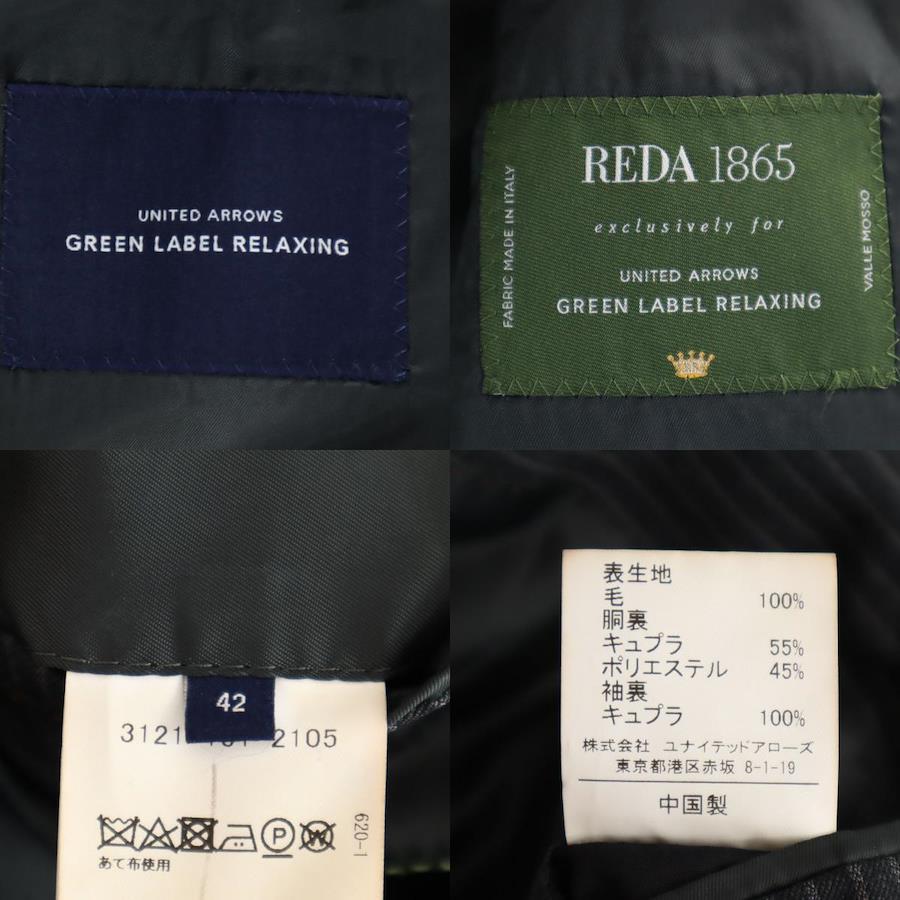 UNITED ARROWS
GREEN LABEL RELAXING
REDA 1865
exclusively for
UNITED ARROWS
GREEN LABEL RELAXING
FABRIC MADE IN ITALY
VALLE MOSSO
42
3121 2105
620-1
あて布使用
表生地
毛 100%
胴裏
キュプラ 55%
ポリエステル 45%
袖裏
キュプラ 100%
株式会社 ユナイテッドアローズ
東京都港区赤坂 8-1-19
中国製